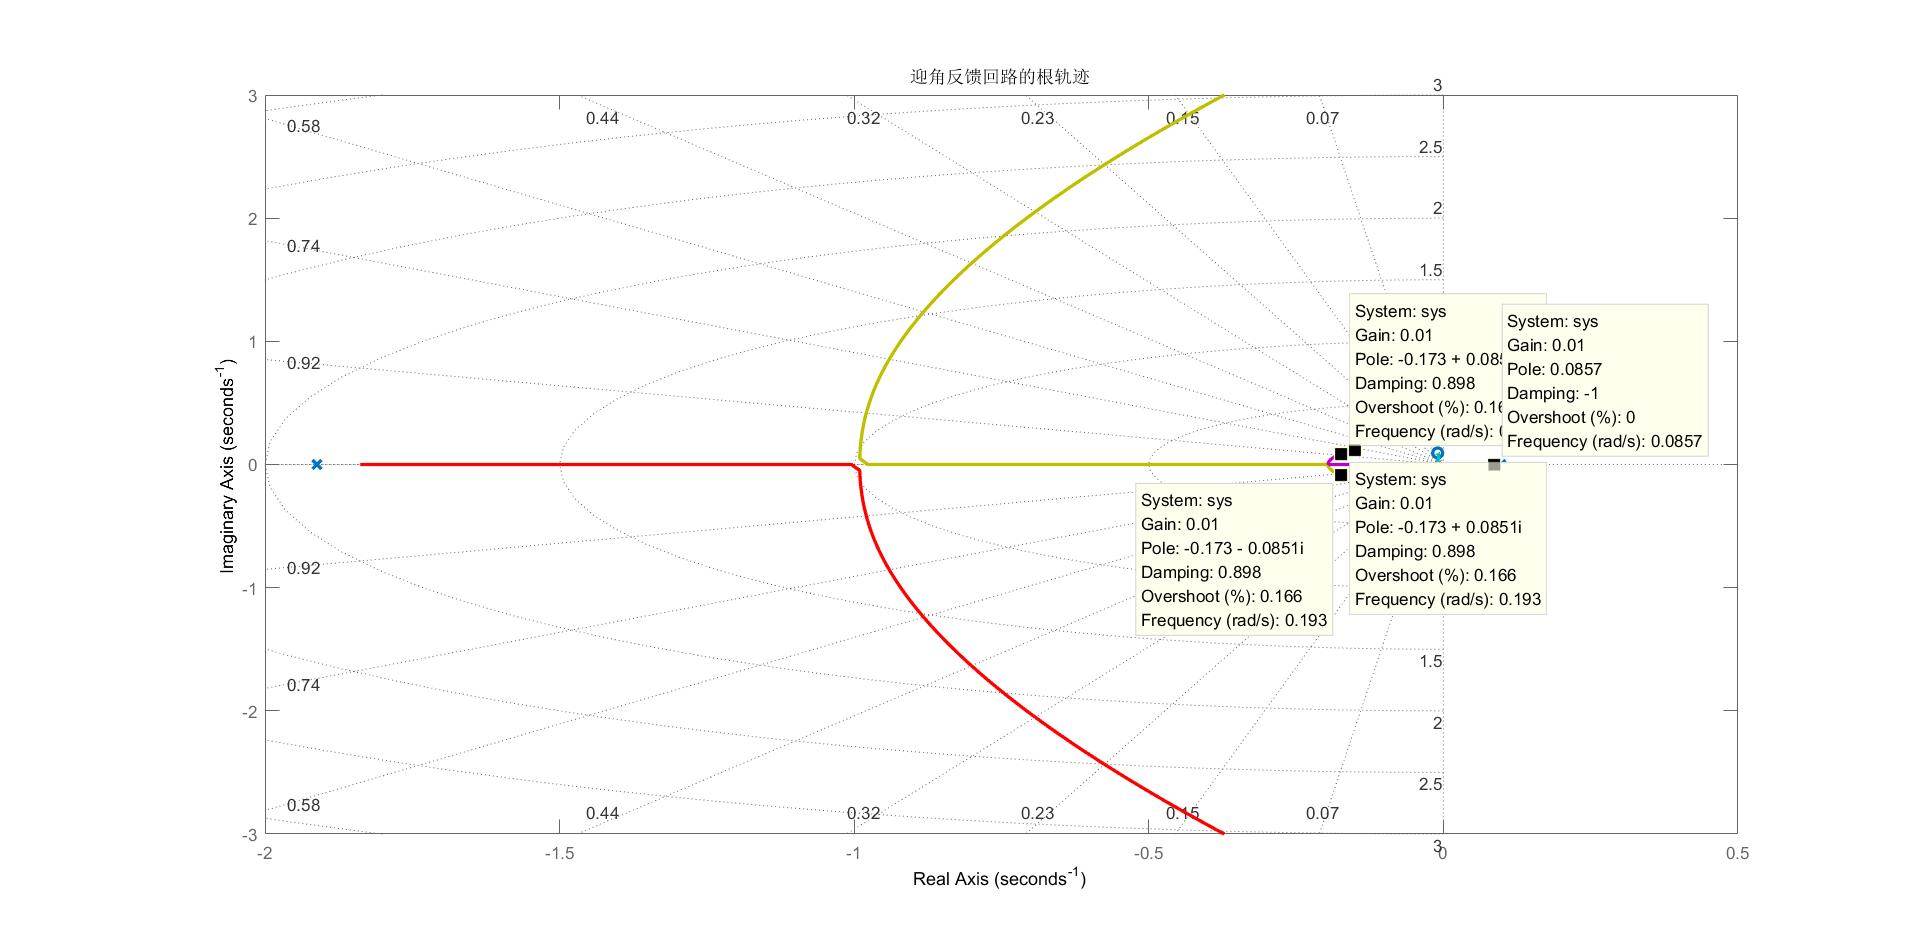 迎角反馈回路的根轨迹
3
3
0.58
0.44
0.32
0.23
0.15
0.07
2.5
2
2
0.74
1.5
1
0.92
System: sys
Gain: 0.01
Pole: -0.173 + 0.085
Damping: 0.898
Overshoot (%): 0.16
Frequency (rad/s):
System: sys
Gain: 0.01
Pole: 0.0857
Damping: -1
Overshoot (%): 0
Frequency (rad/s): 0.0857
0
System: sys
Gain: 0.01
Pole: -0.173 - 0.0851i
Damping: 0.898
Overshoot (%): 0.166
Frequency (rad/s): 0.193
System: sys
Gain: 0.01
Pole: -0.173 + 0.0851i
Damping: 0.898
Overshoot (%): 0.166
Frequency (rad/s): 0.193
0.92
-1
1.5
0.74
-2
2
2.5
0.58
0.44
0.32
0.23
0.15
0.07
-3
3
-2
-1.5
-1
-0.5
0
0.5
Real Axis (seconds-1)
Imaginary Axis (seconds-1)